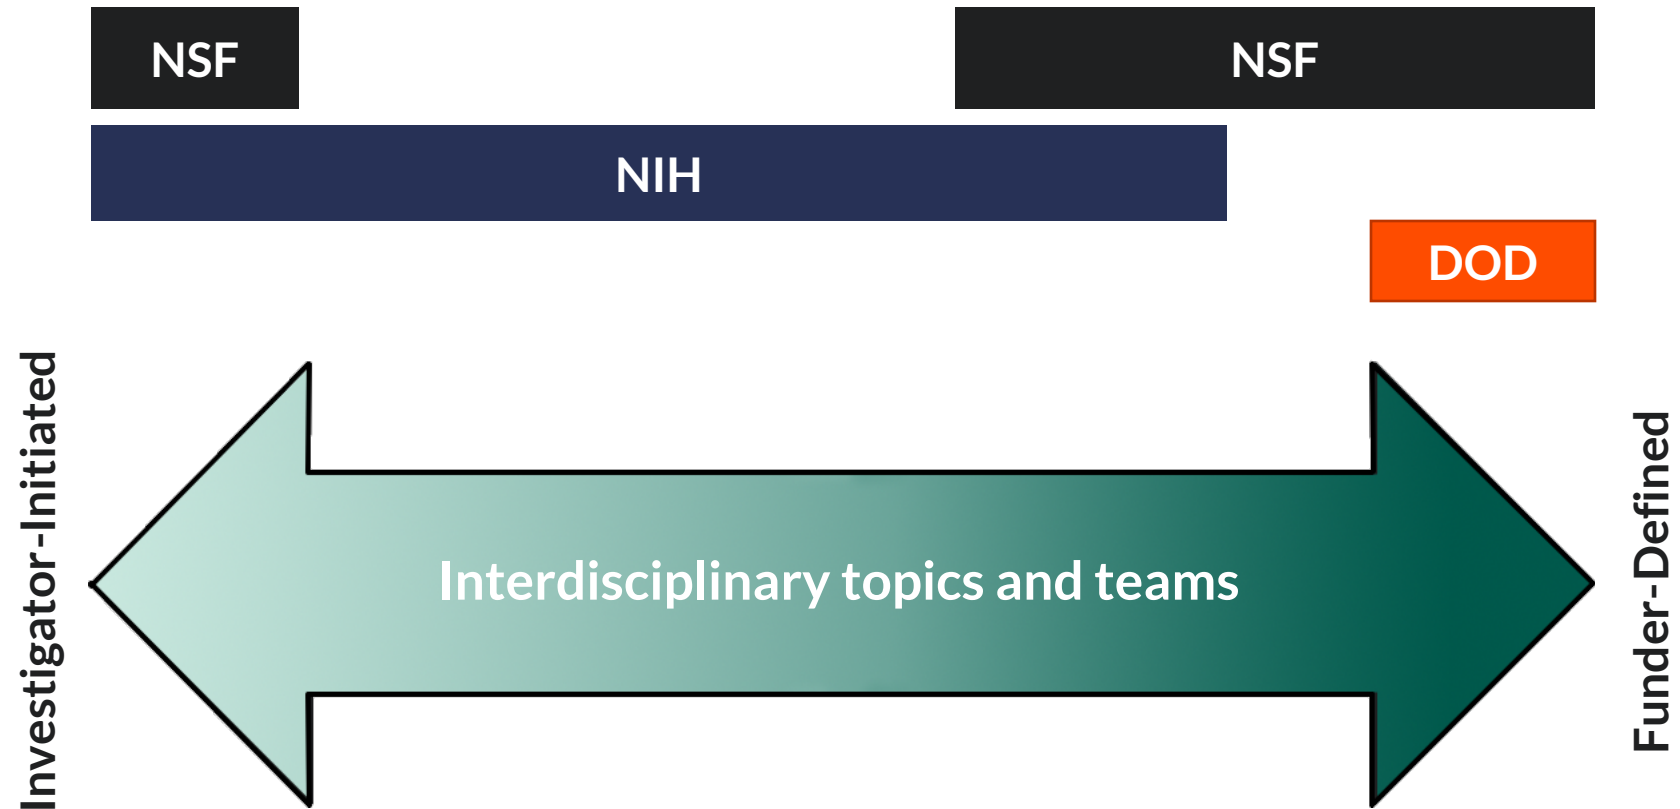 NSF
NSF
NIH
DOD
Investigator-Initiated
Interdisciplinary topics and teams
Funder-Defined